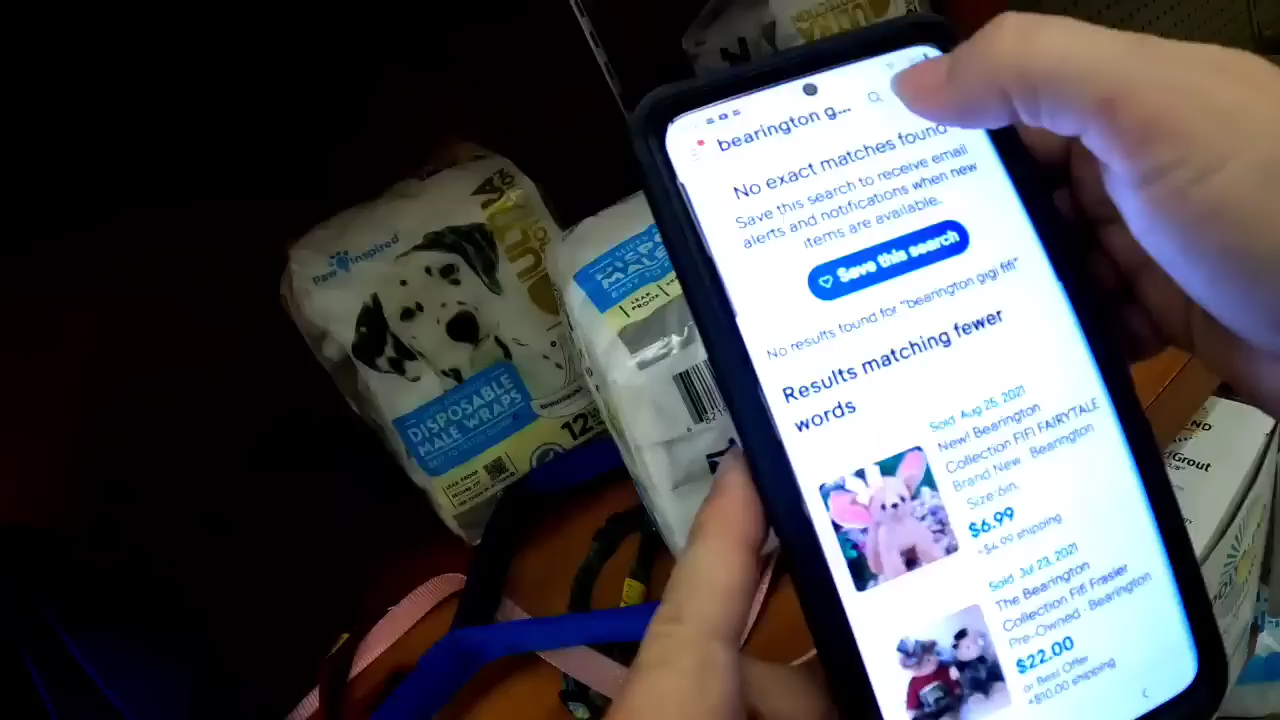 bearington g...
No exact matches found
Save this search to receive email
alerts and notifications when new
items are available.
Save this search
No results found for "bearington gigi fifi"
Results matching fewer
words
Sold Aug 25, 2021
New! Bearington
Collection FIFI FAIRYTALE
Brand New · Bearington
Size 6in.
$6.99
+$4.99 shipping
Sold Jul 23, 2021
The Bearington
Collection Fifi Frasier
Pre-Owned · Bearington
$22.00
or Best Offer
+$10.00 shipping
Paw Inspired
DISPOSABLE
MALE WRAPS
12
LEAK PROOF
MALE
EASY TO
LEAK
PROOF
Grout